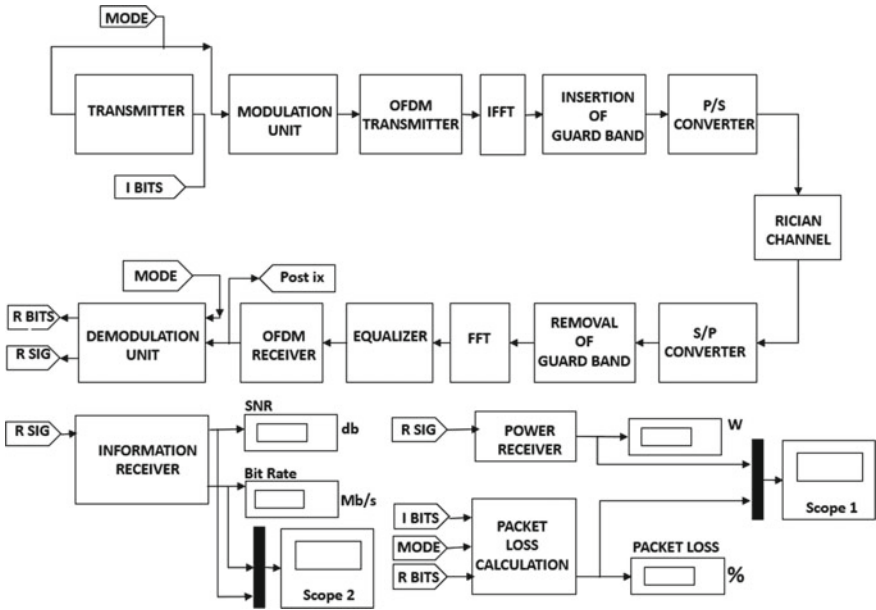 MODE
TRANSMITTER
I BITS
MODULATION
UNIT
OFDM
TRANSMITTER
IFFT
INSERTION
OF
GUARD BAND
P/S
CONVERTER
RICIAN
CHANNEL
MODE
Post ix
R BITS
R SIG
DEMODULATION
UNIT
OFDM
RECEIVER
EQUALIZER
FFT
REMOVAL
OF
GUARD BAND
S/P
CONVERTER
R SIG
INFORMATION
RECEIVER
SNR
db
Bit Rate
Mb/s
Scope 2
R SIG
POWER
RECEIVER
W
Scope 1
I BITS
MODE
R BITS
PACKET
LOSS
CALCULATION
PACKET LOSS
%